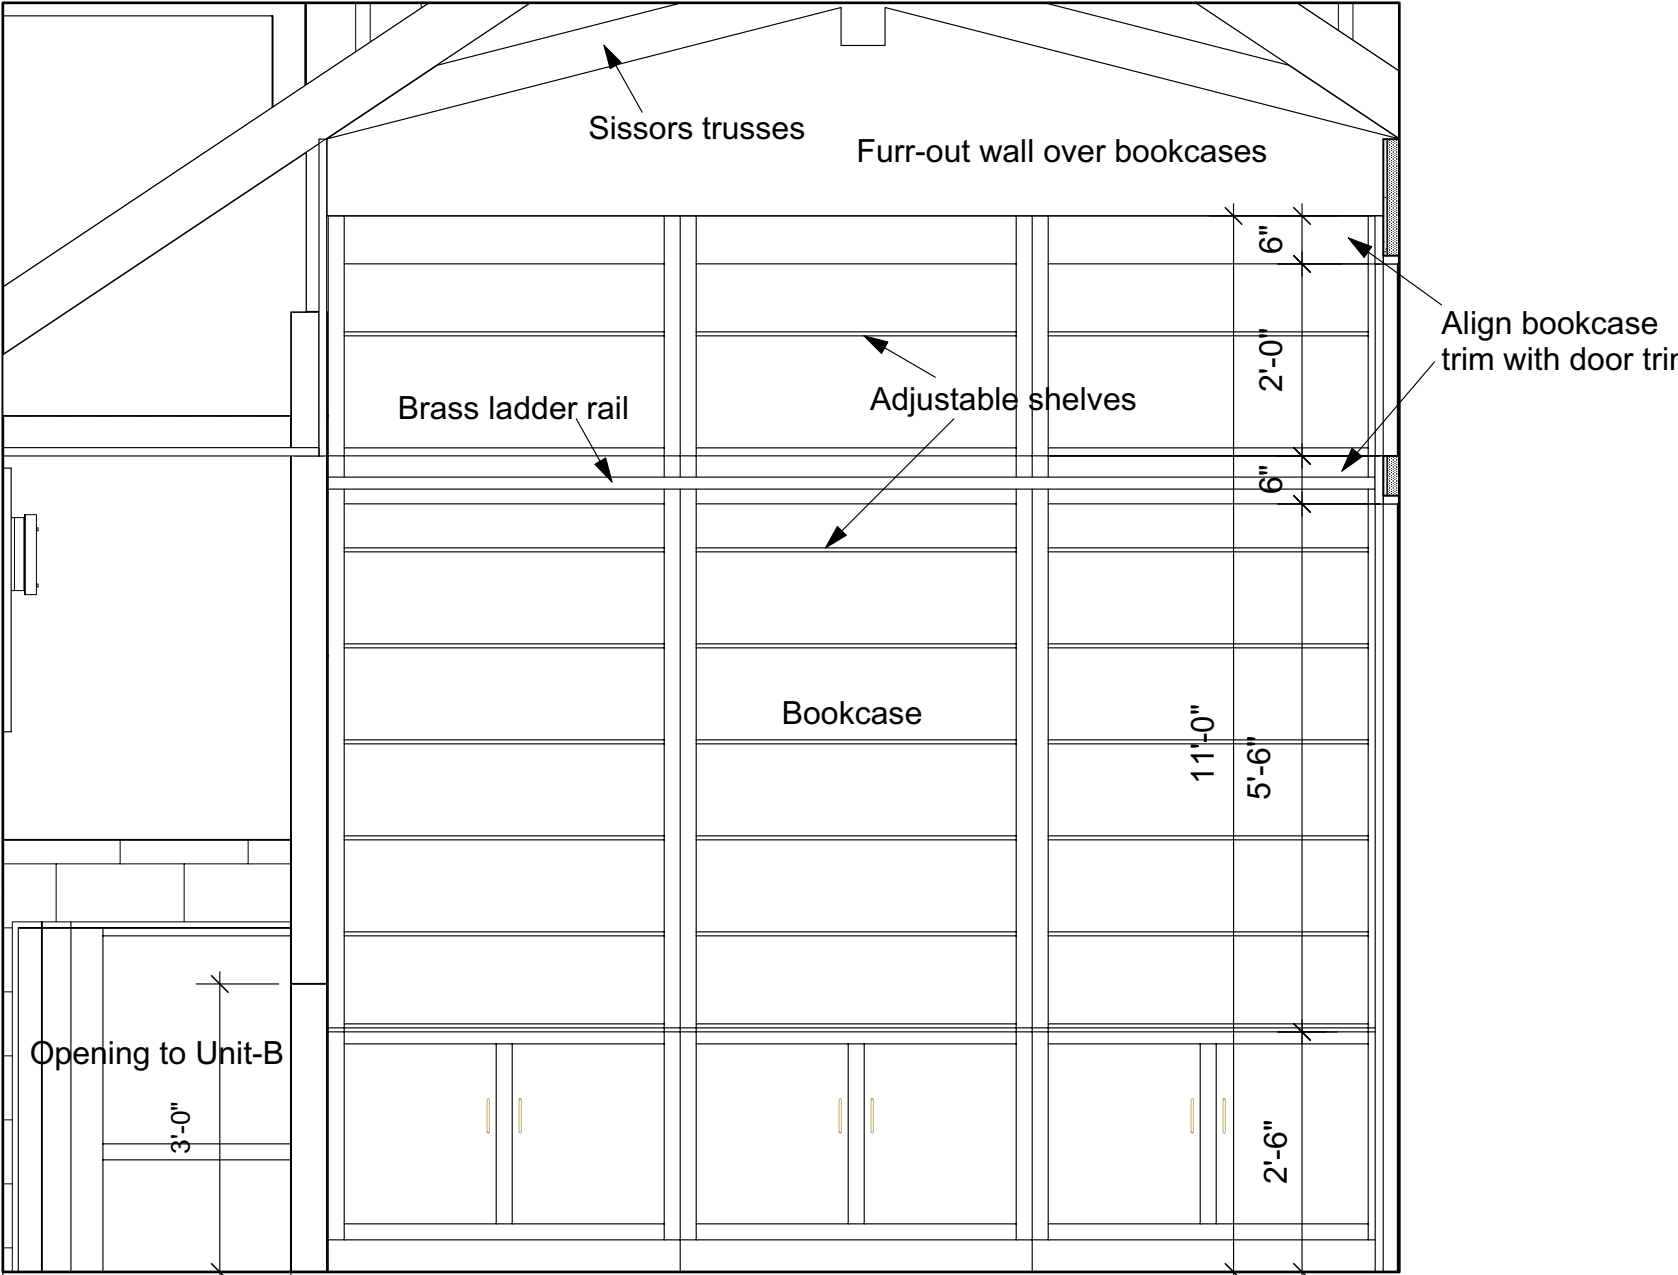 Sissors trusses
Furr-out wall over bookcases
6"
Align bookcase
trim with door
2'-0"
Brass ladder rail
Adjustable shelves
6"
Bookcase
11'-0"
5'-6"
Opening to Unit-B
3'-0"
2'-6"